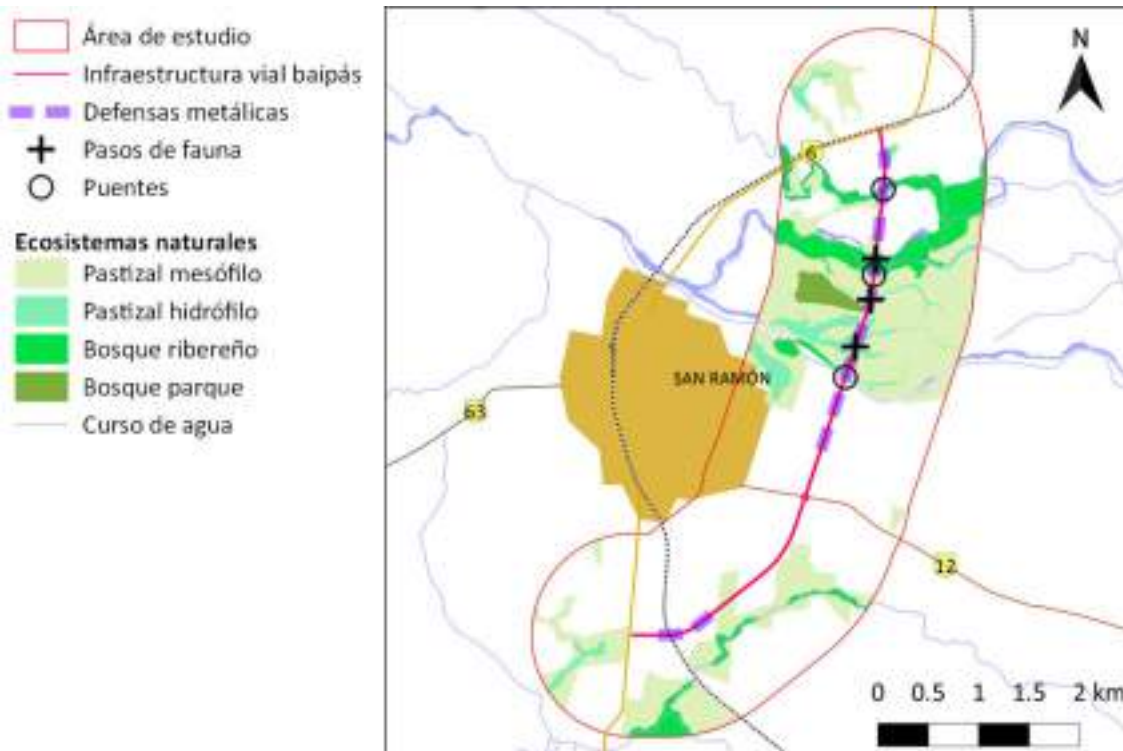 Área de estudio
Infraestructura vial baipás
Defensas metálicas
Pasos de fauna
Puentes
Ecosistemas naturales
Pastizal mesófilo
Pastizal hidrófilo
Bosque ribereño
Bosque parque
Curso de agua
N
6
SAN RAMÓN
63
12
0 0.5 1 1.5 2 km